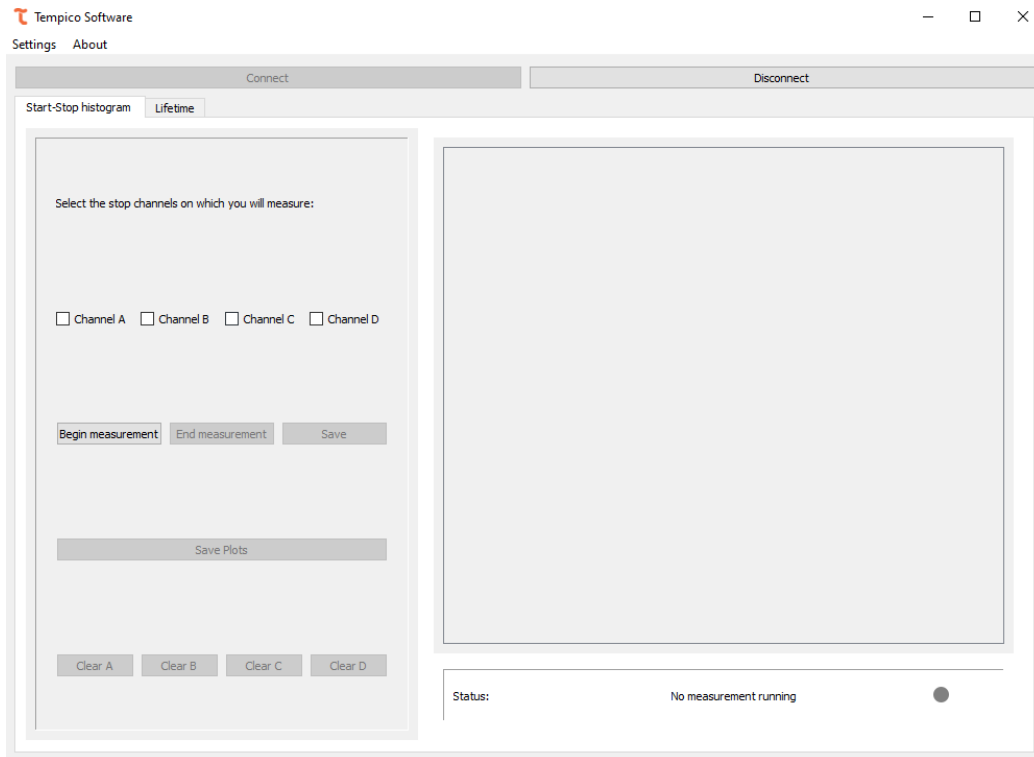 Tempico Software
Settings About
Connect Disconnect
Start-Stop histogram Lifetime
Select the stop channels on which you will measure:
Channel A Channel B Channel C Channel D
Begin measurement End measurement Save
Save Plots
Clear A Clear B Clear C Clear D
Status: No measurement running